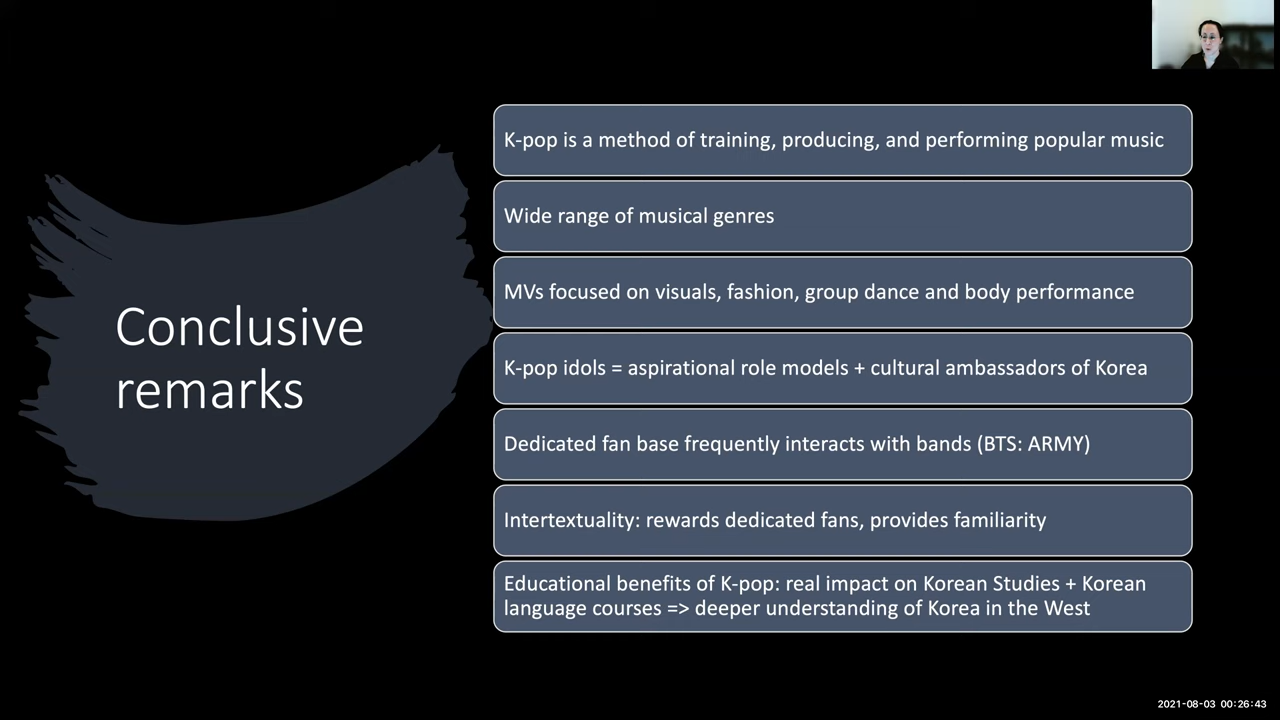 Conclusive
remarks
K-pop is a method of training, producing, and performing popular music
Wide range of musical genres
MVs focused on visuals, fashion, group dance and body performance
K-pop idols = aspirational role models + cultural ambassadors of Korea
Dedicated fan base frequently interacts with bands (BTS: ARMY)
Intertextuality: rewards dedicated fans, provides familiarity
Educational benefits of K-pop: real impact on Korean Studies + Korean
language courses => deeper understanding of Korea in the West
2021-08-03 00:26:43